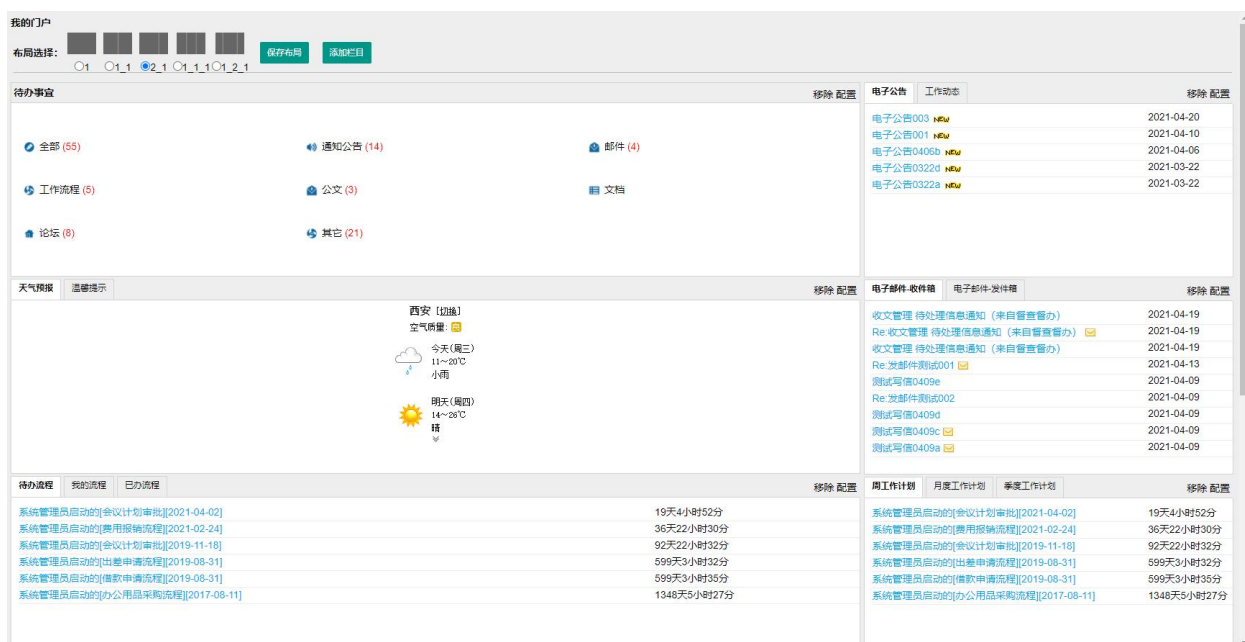 我的门户
布局选择： 保存布局 添加栏目
1 1_1 2_1 1_1_1 1_2_1
待办事宜 移除 配置
全部 (55) 通知公告 (14) 邮件 (4)
工作流程 (5) 公文 (3) 文档
论坛 (8) 其它 (21)
电子公告 工作动态 移除 配置
电子公告003 NEW 2021-04-20
电子公告001 NEW 2021-04-10
电子公告0406b NEW 2021-04-06
电子公告0322d NEW 2021-03-22
电子公告0322a NEW 2021-03-22
天气预报 温馨提示 移除 配置
西安 [切换]
空气质量:
今天(周三)
11～20℃
小雨
明天(周四)
14～26℃
晴
电子邮件-收件箱 电子邮件-发件箱 移除 配置
收文管理 待处理信息通知（来自督查督办） 2021-04-19
Re:收文管理 待处理信息通知（来自督查督办） 2021-04-19
收文管理 待处理信息通知（来自督查督办） 2021-04-19
Re:发邮件测试001 2021-04-13
测试写信0409e 2021-04-09
Re:发邮件测试002 2021-04-09
测试写信0409d 2021-04-09
测试写信0409c 2021-04-09
测试写信0409a 2021-04-09
待办流程 我的流程 已办流程 移除 配置
系统管理员启动的[会议计划审批][2021-04-02] 19天4小时52分
系统管理员启动的[费用报销流程][2021-02-24] 36天22小时30分
系统管理员启动的[会议计划审批][2019-11-18] 92天22小时32分
系统管理员启动的[出差申请流程][2019-08-31] 599天3小时32分
系统管理员启动的[借款申请流程][2019-08-31] 599天3小时35分
系统管理员启动的[办公用品采购流程][2017-08-11] 1348天5小时27分
周工作计划 月度工作计划 季度工作计划 移除 配置
系统管理员启动的[会议计划审批][2021-04-02] 19天4小时52分
系统管理员启动的[费用报销流程][2021-02-24] 36天22小时30分
系统管理员启动的[会议计划审批][2019-11-18] 92天22小时32分
系统管理员启动的[出差申请流程][2019-08-31] 599天3小时32分
系统管理员启动的[借款申请流程][2019-08-31] 599天3小时35分
系统管理员启动的[办公用品采购流程][2017-08-11] 1348天5小时27分